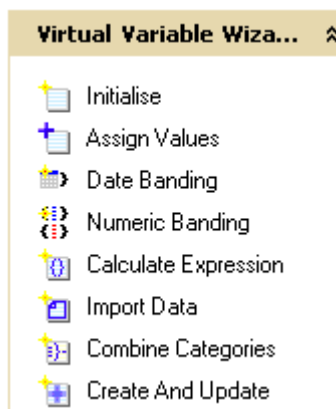 Virtual Variable Wiza...
Initialise
Assign Values
Date Banding
Numeric Banding
Calculate Expression
Import Data
Combine Categories
Create And Update